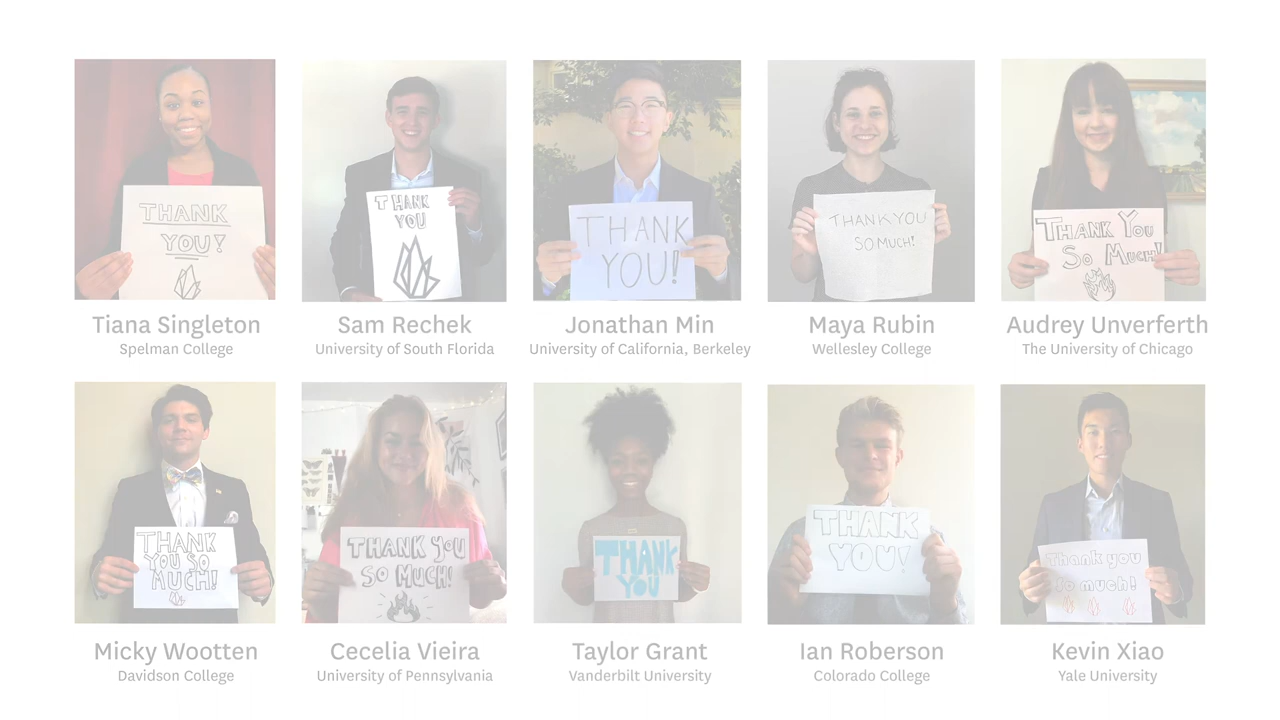 THANK
YOU!
T HANK
YOU
THANK
YOU!
THANK YOU
SO MUCH!
THANK YOU
SO MUCH!
Tiana Singleton
Spelman College
Sam Rechek
University of South Florida
Jonathan Min
University of California, Berkeley
Maya Rubin
Wellesley College
Audrey Unverferth
The University of Chicago
THANK
YOU SO
MUCH!
THANK YOU
SO MUCH!
THANK
YOU
THANK
YOU!
Thank you
so much!
Micky Wootten
Davidson College
Cecelia Vieira
University of Pennsylvania
Taylor Grant
Vanderbilt University
Ian Roberson
Colorado College
Kevin Xiao
Yale University